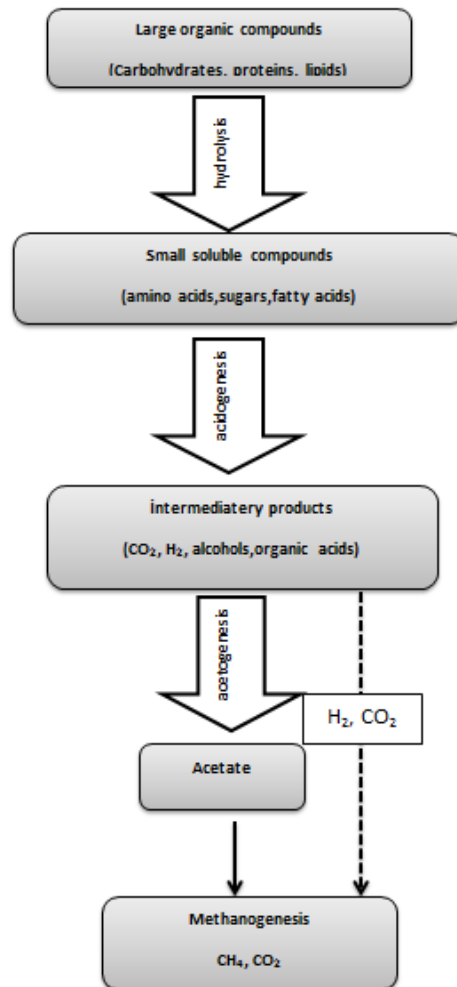 Large organic compounds
(Carbohydrates, proteins, lipids)
hydrolysis
Small soluble compounds
(amino acids,sugars,fatty acids)
acidogenesis
İntermediatery products
(CO₂, H₂, alcohols,organic acids)
acetogenesis
H₂, CO₂
Acetate
Methanogenesis
CH₄, CO₂